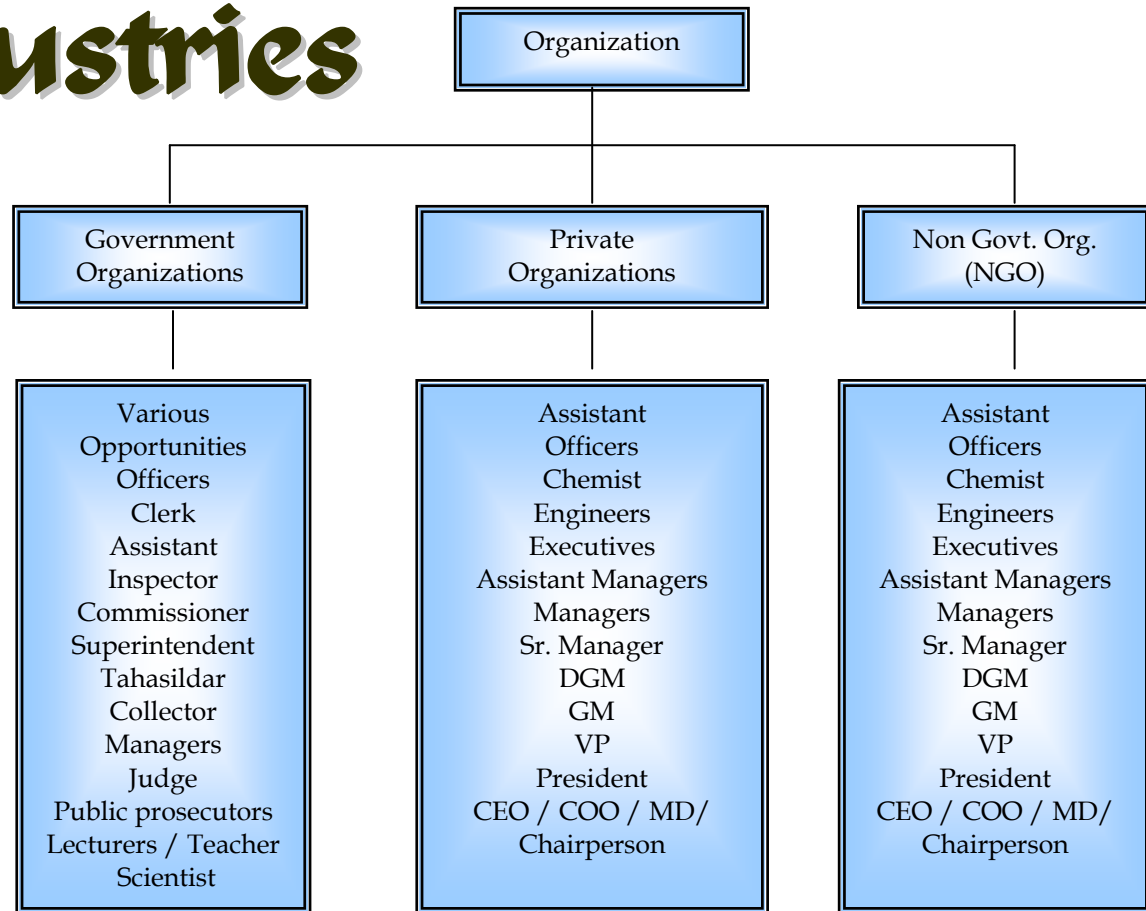 ustries
Organization
Government
Organizations
Private
Organizations
Non Govt. Org.
(NGO)
Various
Opportunities
Officers
Clerk
Assistant
Inspector
Commissioner
Superintendent
Tahasildar
Collector
Managers
Judge
Public prosecutors
Lecturers / Teacher
Scientist
Assistant
Officers
Chemist
Engineers
Executives
Assistant Managers
Managers
Sr. Manager
DGM
GM
VP
President
CEO / COO / MD/
Chairperson
Assistant
Officers
Chemist
Engineers
Executives
Assistant Managers
Managers
Sr. Manager
DGM
GM
VP
President
CEO / COO / MD/
Chairperson